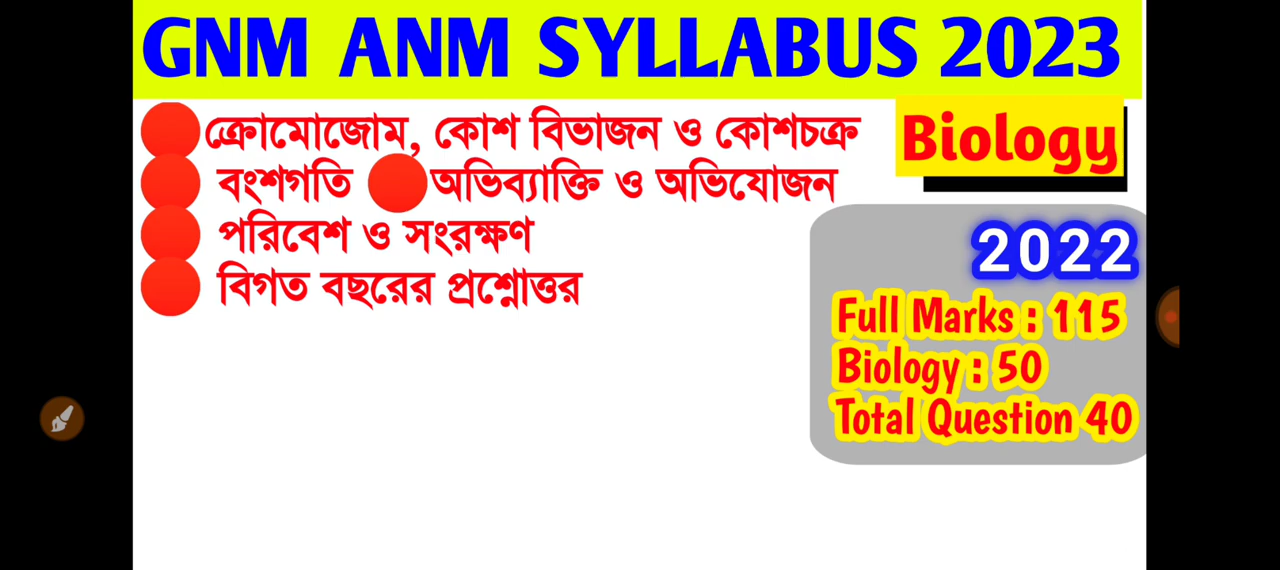 GNM ANM SYLLABUS 2023
ক্রোমোজোম, কোশ বিভাজন ও কোশচক্র
Biology
বংশগতি অভিব্যাক্তি ও অভিযোজন
পরিবেশ ও সংরক্ষণ
বিগত বছরের প্রশ্নোত্তর
2022
Full Marks : 115
Biology : 50
Total Question 40